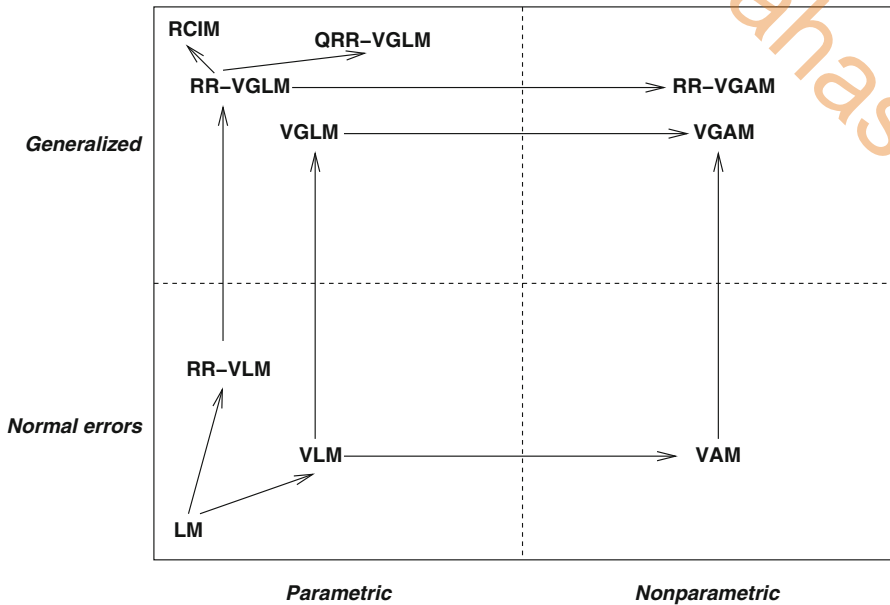 RCIM
QRR–VGLM
RR–VGLM
RR–VGAM
VGLM
VGAM
Generalized
RR–VLM
Normal errors
VLM
VAM
LM
Parametric
Nonparametric
ahas